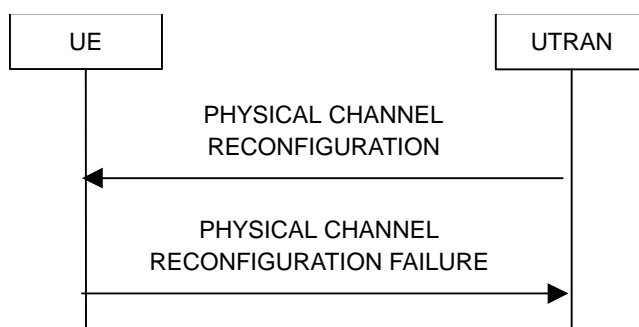 UE
UTRAN
PHYSICAL CHANNEL
RECONFIGURATION
PHYSICAL CHANNEL
RECONFIGURATION FAILURE